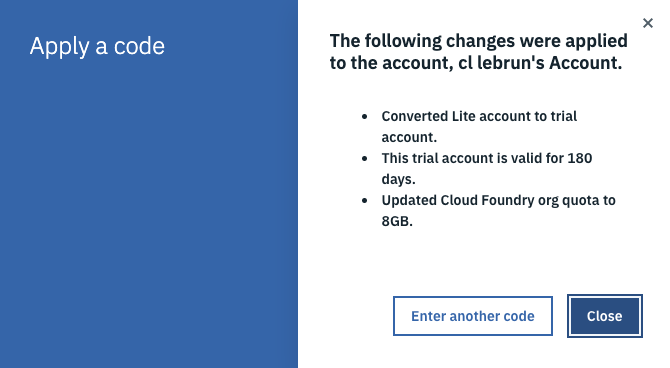 Apply a code
The following changes were applied
to the account, cl lebrun's Account.
• Converted Lite account to trial
account.
• This trial account is valid for 180
days.
• Updated Cloud Foundry org quota to
8GB.
Enter another code
Close